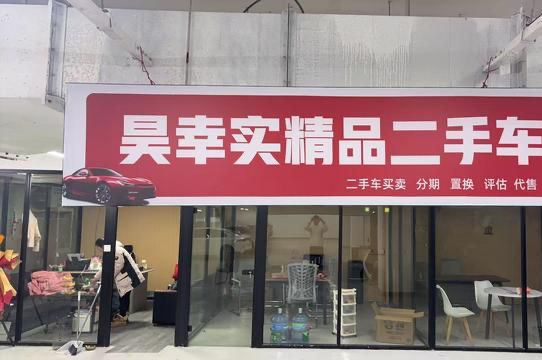 昊幸实精品二手车
二手车买卖 分期 置换 评估 代售